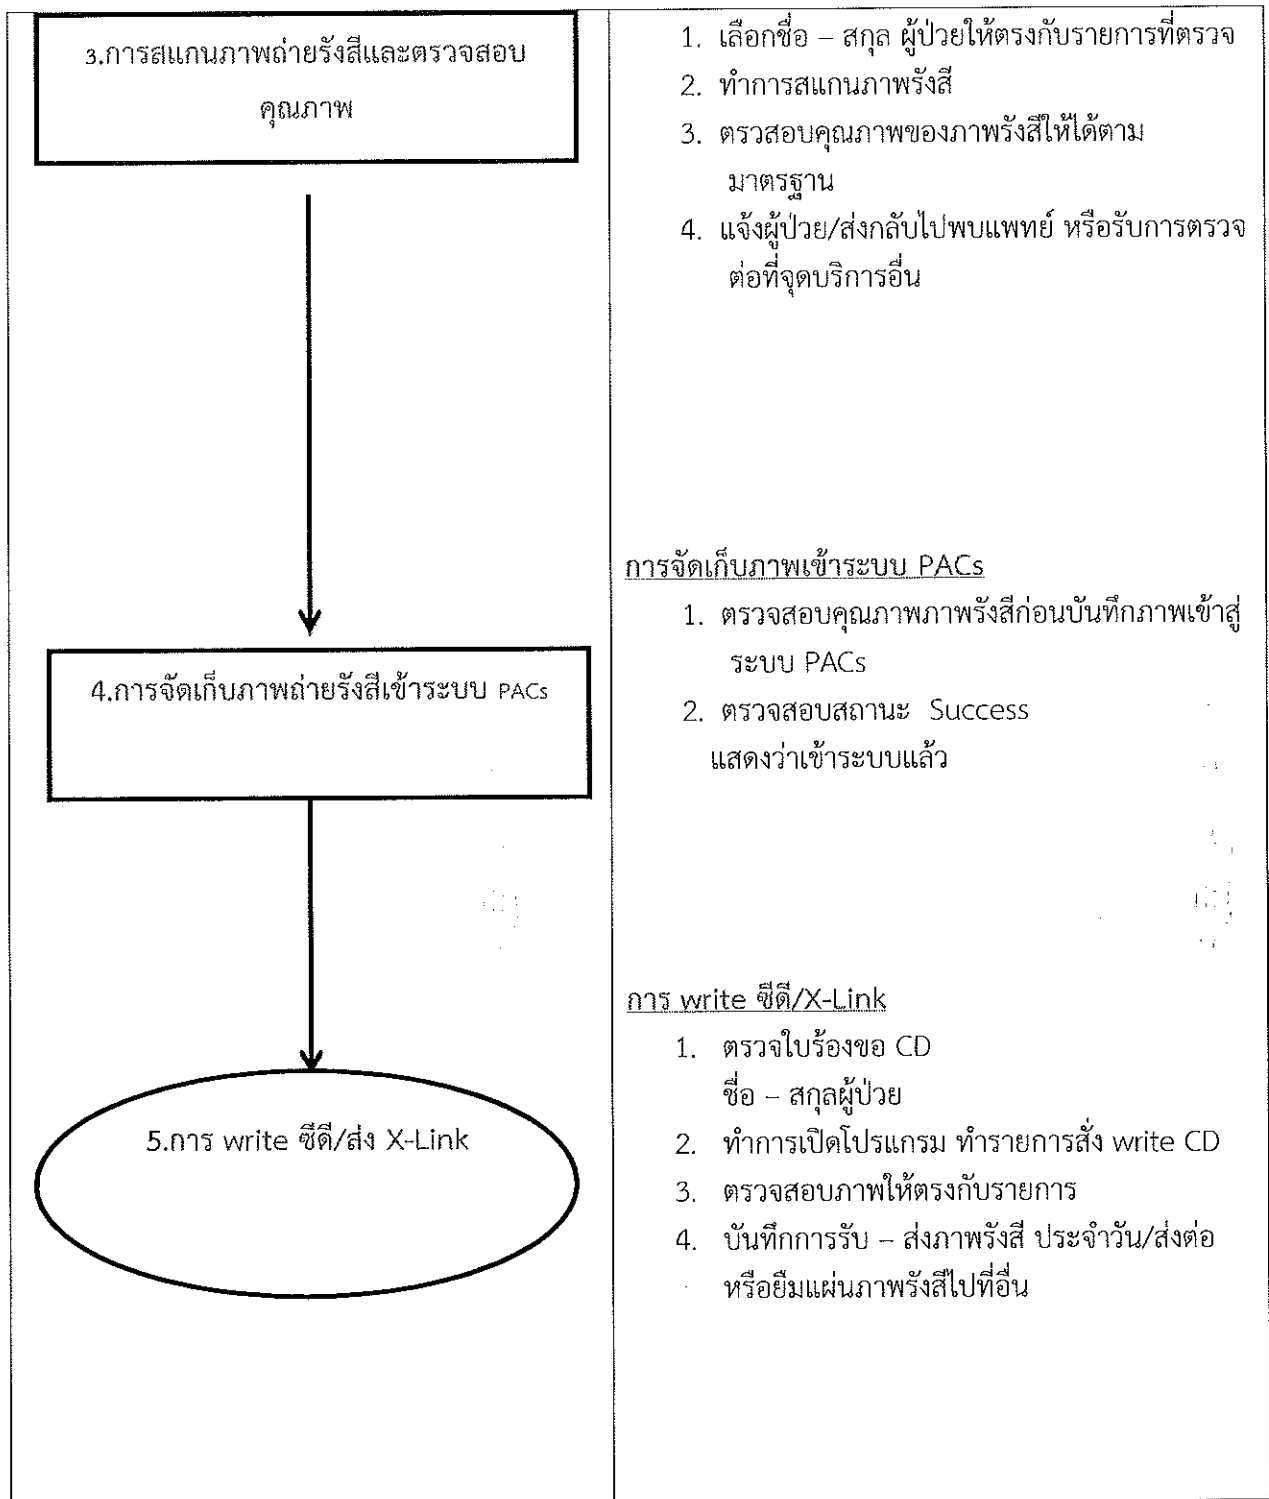 3.การสแกนภาพถ่ายรังสีและตรวจสอบ
คุณภาพ
1. เลือกชื่อ – สกุล ผู้ป่วยให้ตรงกับรายการที่ตรวจ
2. ทำการสแกนภาพรังสี
3. ตรวสอบคุณภาพของภาพรังสีให้ได้ตาม
มาตรฐาน
4. แจ้งผู้ป่วย/ส่งกลับไปพบแพทย์ หรือรับการตรวจ
ต่อที่จุดบริการอื่น
4.การจัดเก็บภาพถ่ายรังสีเข้าระบบ PACs
การจัดเก็บภาพเข้าระบบ PACs
1. ตรวจสอบคุณภาพภาพรังสีก่อนบันทึกภาพเข้าสู่
ระบบ PACs
2. ตรวจสอบสถานะ Success
แสดงว่าเข้าระบบแล้ว
5.การ write ซีดี/ส่ง X-Link
การ write ซีดี/X-Link
1. ตรวจใบร้องขอ CD
ชื่อ – สกุลผู้ป่วย
2. ทำการเปิดโปรแกรม ทำรายการสั่ง write CD
3. ตรวจสอบภาพให้ตรงกับรายการ
4. บันทึกการรับ – ส่งภาพรังสี ประจำวัน/ส่งต่อ
หรือยืมแผ่นภาพรังสีไปที่อื่น